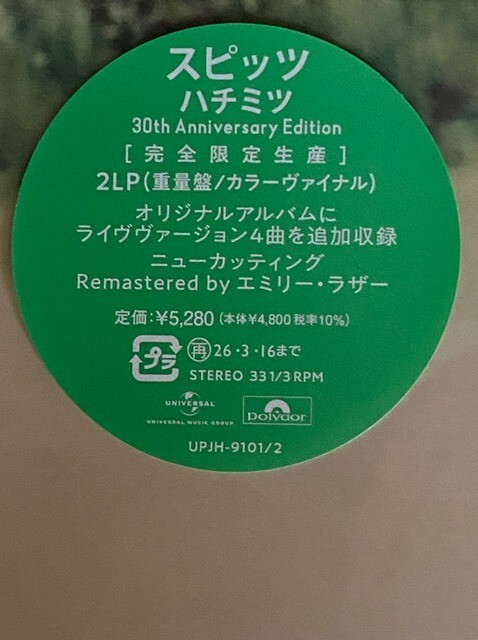 スピッツ
ハチミツ
30th Anniversary Edition
[完全限定生産]
2LP(重量盤/カラーヴァイナル)
オリジナルアルバムに
ライヴヴァージョン4曲を追加収録
ニューカッティング
Remastered by エミリー・ラザー
定価:¥5,280 (本体¥4,800 税率10%)
プラ 再 26・3・16まで
STEREO 33 1/3 RPM
UNIVERSAL
UNIVERSAL MUSIC GROUP
Polydor
UPJH-9101/2